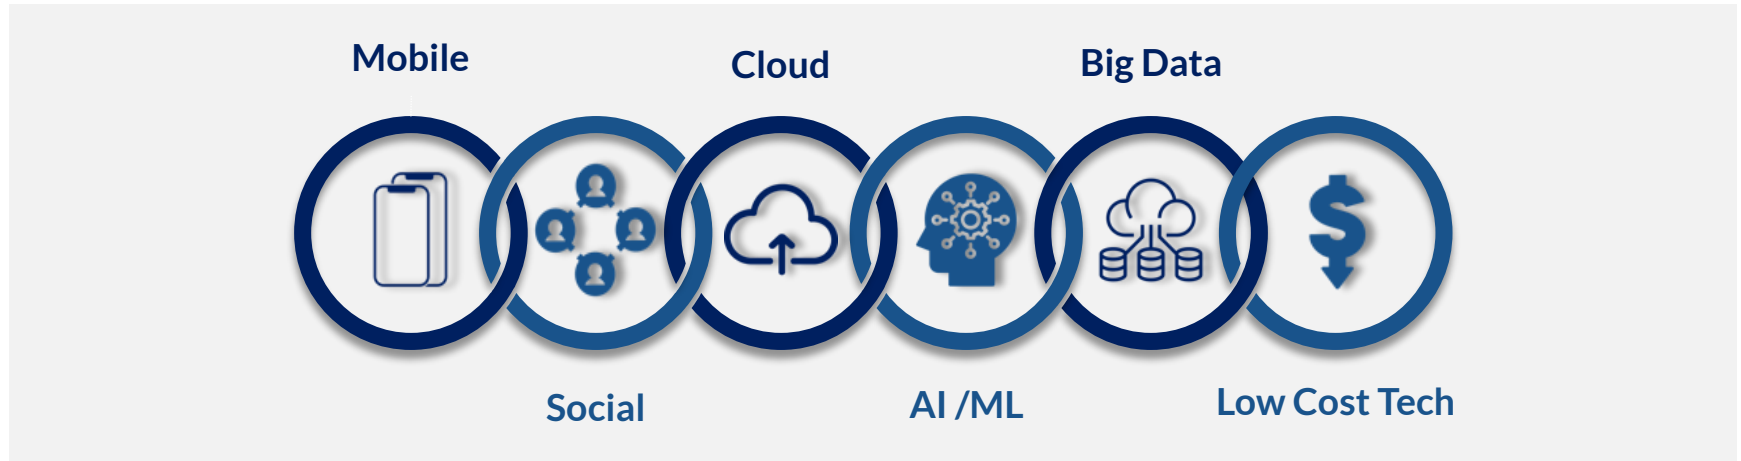 Mobile
Cloud
Big Data
Social
AI /ML
Low Cost Tech